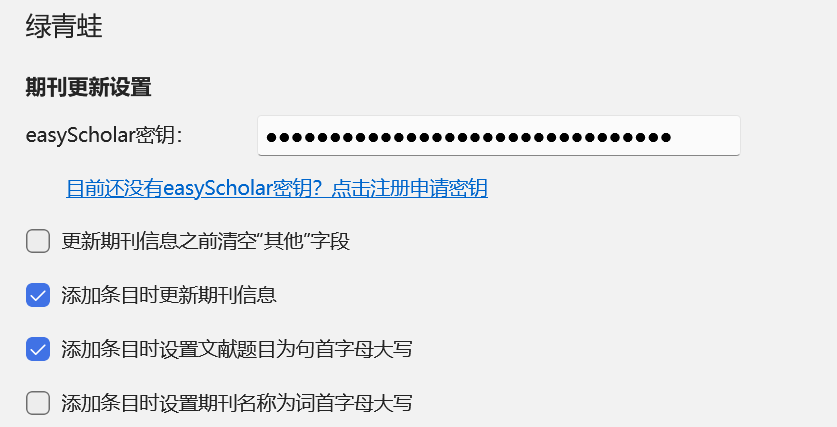 绿青蛙
期刊更新设置
easyScholar密钥：
●●●●●●●●●●●●●●●●●●●●●●●●●●●●●●●●
目前还没有easyScholar密钥？点击注册申请密钥
更新期刊信息之前清空“其他”字段
添加条目时更新期刊信息
添加条目时设置文献题目为句首字母大写
添加条目时设置期刊名称为词首字母大写